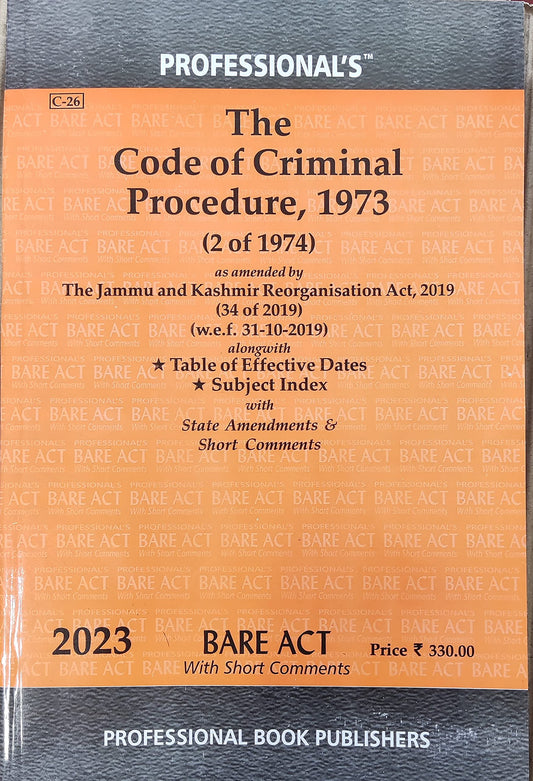 PROFESSIONAL'S™
C-26
The
Code of Criminal
Procedure, 1973
(2 of 1974)
as amended by
The Jammu and Kashmir Reorganisation Act, 2019
(34 of 2019)
(w.e.f. 31-10-2019)
alongwith
★ Table of Effective Dates
★ Subject Index
with
State Amendments &
Short Comments
2023 BARE ACT Price ₹ 330.00
With Short Comments
PROFESSIONAL BOOK PUBLISHERS